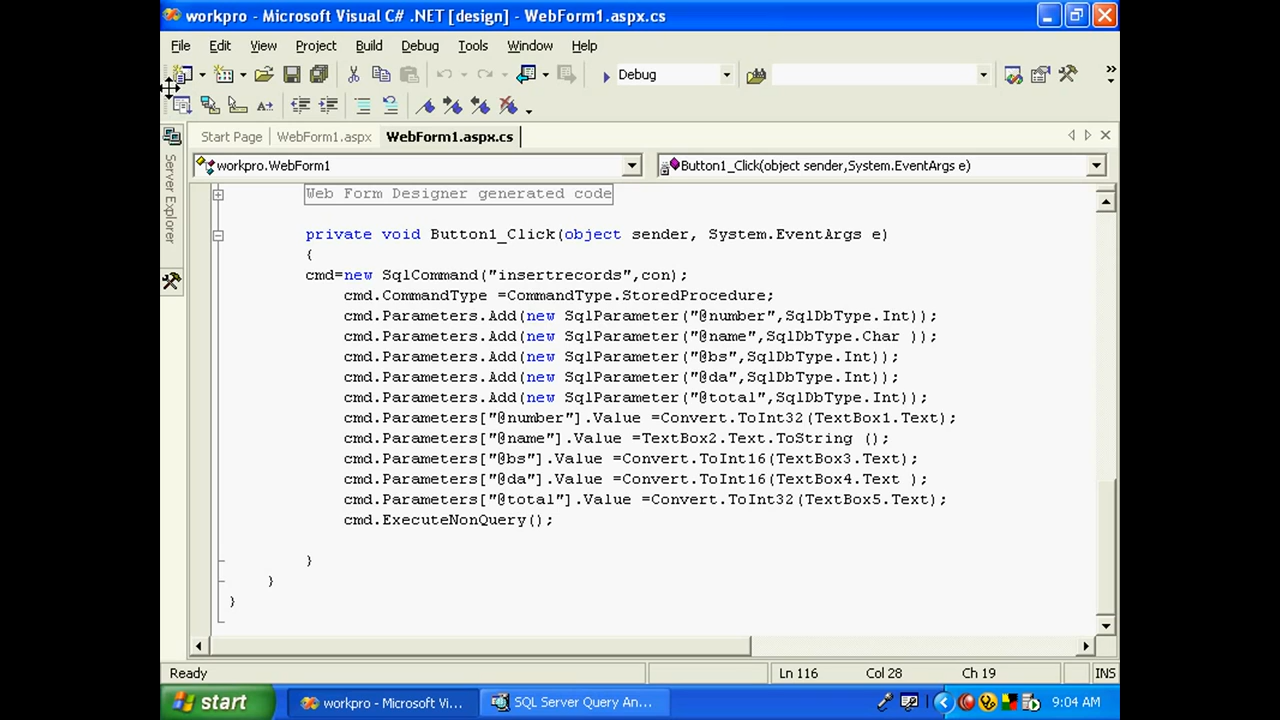 workpro - Microsoft Visual C# .NET [design] - WebForm1.aspx.cs
File Edit View Project Build Debug Tools Window Help
Debug
Start Page WebForm1.aspx WebForm1.aspx.cs
Server Explorer
workpro.WebForm1 Button1_Click(object sender,System.EventArgs e)
Web Form Designer generated code
private void Button1_Click(object sender, System.EventArgs e)
{
cmd=new SqlCommand("insertrecords",con);
cmd.CommandType =CommandType.StoredProcedure;
cmd.Parameters.Add(new SqlParameter("@number",SqlDbType.Int));
cmd.Parameters.Add(new SqlParameter("@name",SqlDbType.Char ));
cmd.Parameters.Add(new SqlParameter("@bs",SqlDbType.Int));
cmd.Parameters.Add(new SqlParameter("@da",SqlDbType.Int));
cmd.Parameters.Add(new SqlParameter("@total",SqlDbType.Int));
cmd.Parameters["@number"].Value =Convert.ToInt32(TextBox1.Text);
cmd.Parameters["@name"].Value =TextBox2.Text.ToString ();
cmd.Parameters["@bs"].Value =Convert.ToInt16(TextBox3.Text);
cmd.Parameters["@da"].Value =Convert.ToInt16(TextBox4.Text );
cmd.Parameters["@total"].Value =Convert.ToInt32(TextBox5.Text);
cmd.ExecuteNonQuery();
}
}
}
Ready Ln 116 Col 28 Ch 19 INS
start workpro - Microsoft Vi... SQL Server Query An... 9:04 AM